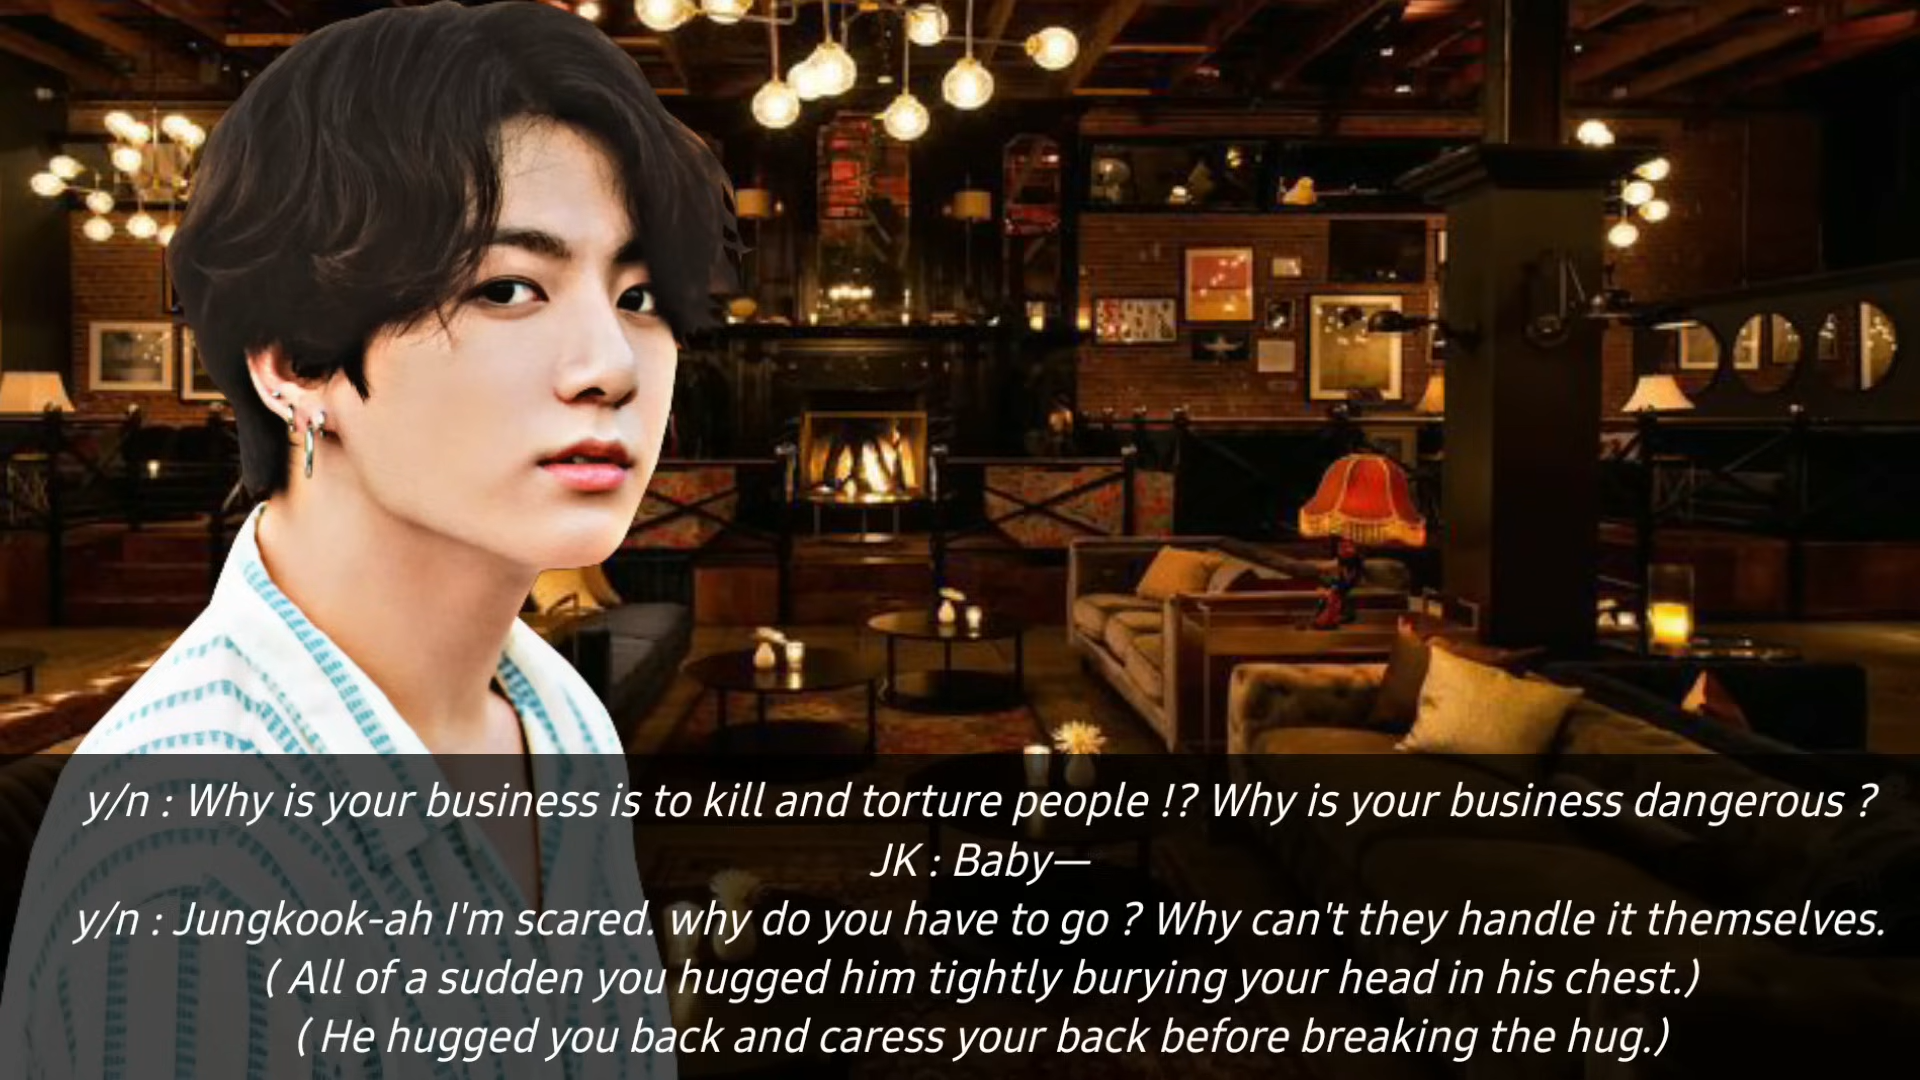 y/n : Why is your business is to kill and torture people !? Why is your business dangerous ?
JK : Baby—
y/n : Jungkook-ah I'm scared. why do you have to go ? Why can't they handle it themselves.
( All of a sudden you hugged him tightly burying your head in his chest.)
( He hugged you back and caress your back before breaking the hug.)